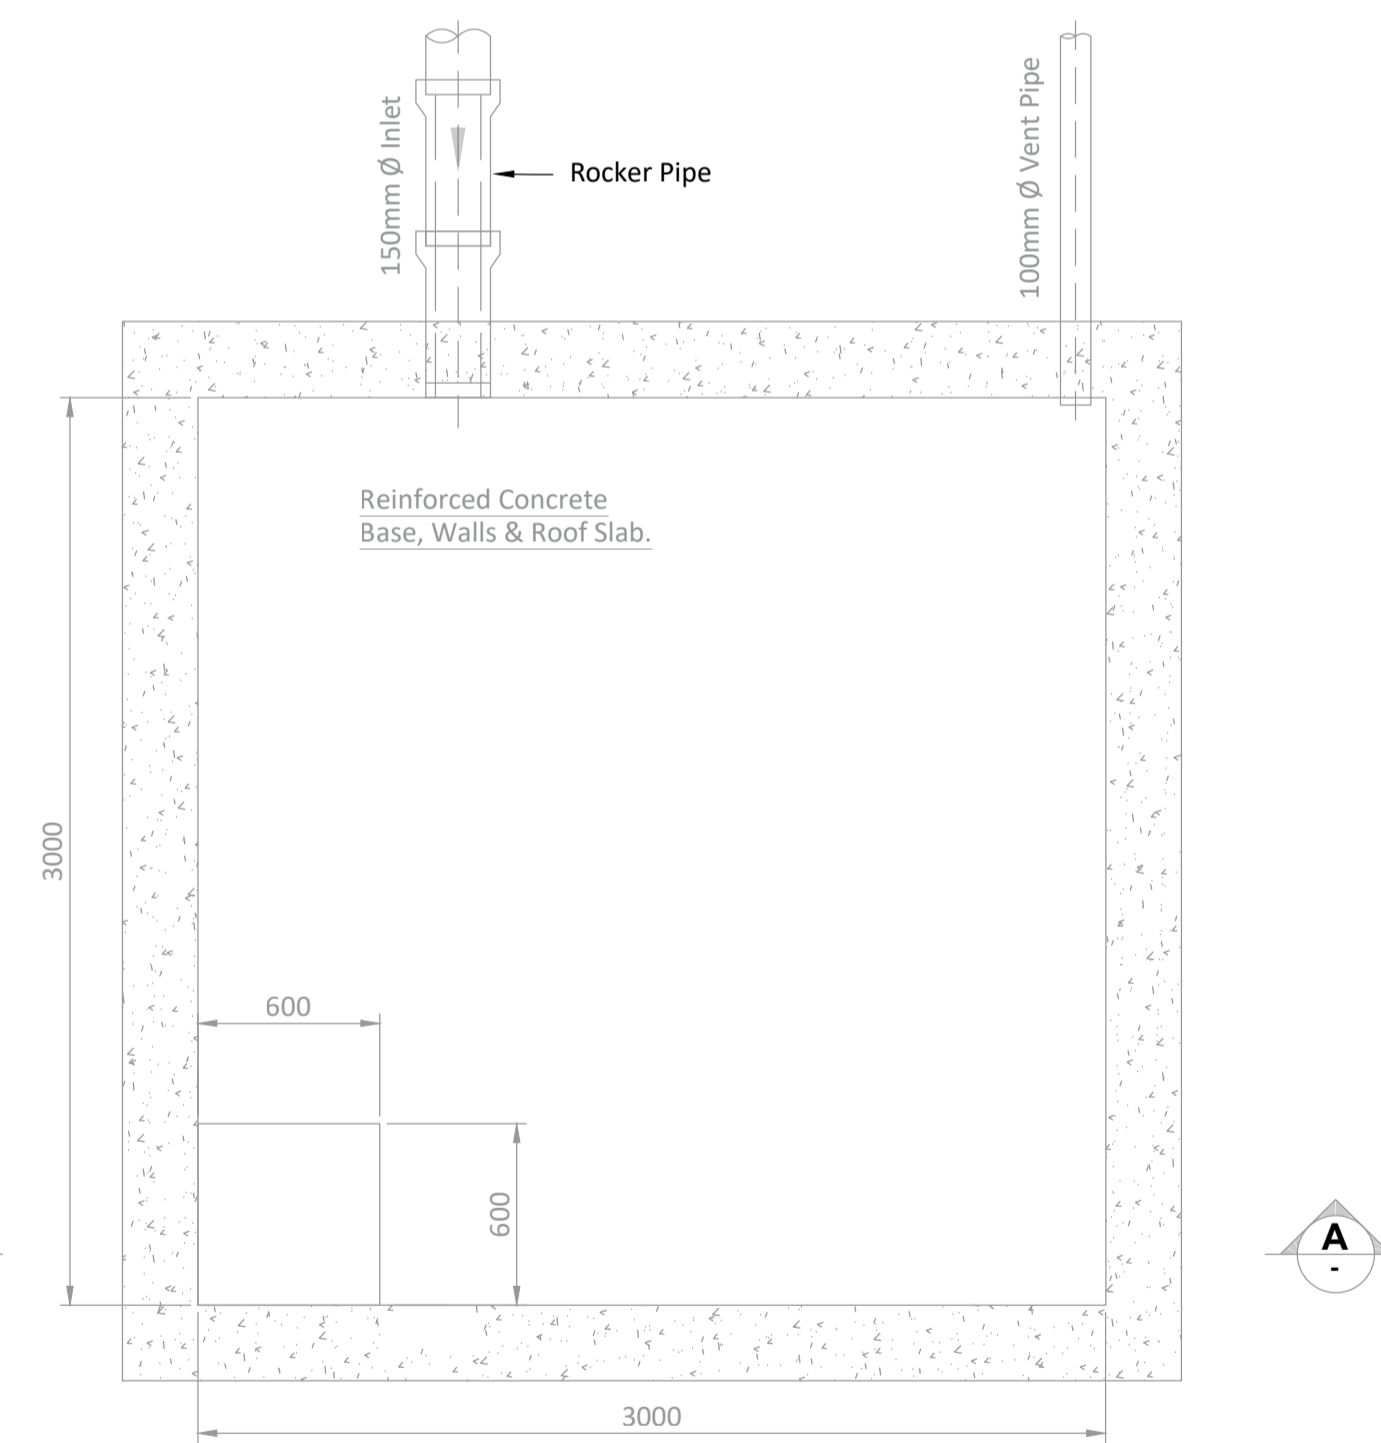 150mm Ø Inlet
Rocker Pipe
100mm Ø Vent Pipe
Reinforced Concrete
Base, Walls & Roof Slab.
3000
600
600
A
-
3000